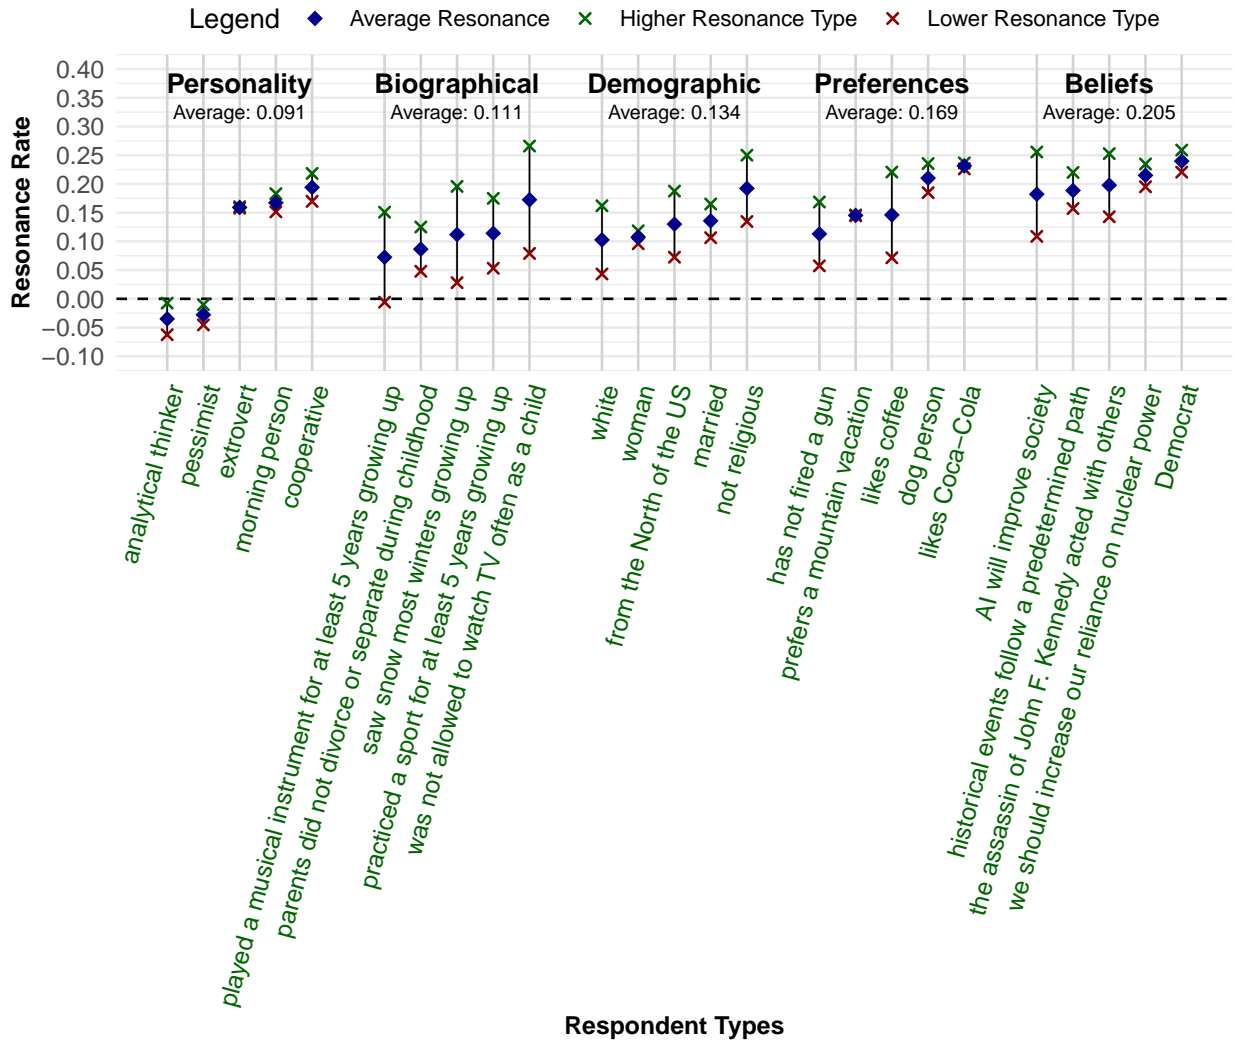 Legend Average Resonance Higher Resonance Type Lower Resonance Type
Resonance Rate
0.40
0.35
0.30
0.25
0.20
0.15
0.10
0.05
0.00
−0.05
−0.10
Personality
Average: 0.091
Biographical
Average: 0.111
Demographic
Average: 0.134
Preferences
Average: 0.169
Beliefs
Average: 0.205
analytical thinker
pessimist
extrovert
morning person
cooperative
played a musical instrument for at least 5 years growing up
parents did not divorce or separate during childhood
saw snow most winters growing up
practiced a sport for at least 5 years growing up
was not allowed to watch TV often as a child
white
woman
from the North of the US
married
not religious
has not fired a gun
prefers a mountain vacation
likes coffee
dog person
likes Coca−Cola
AI will improve society
historical events follow a predetermined path
the assassin of John F. Kennedy acted with others
we should increase our reliance on nuclear power
Democrat
Respondent Types